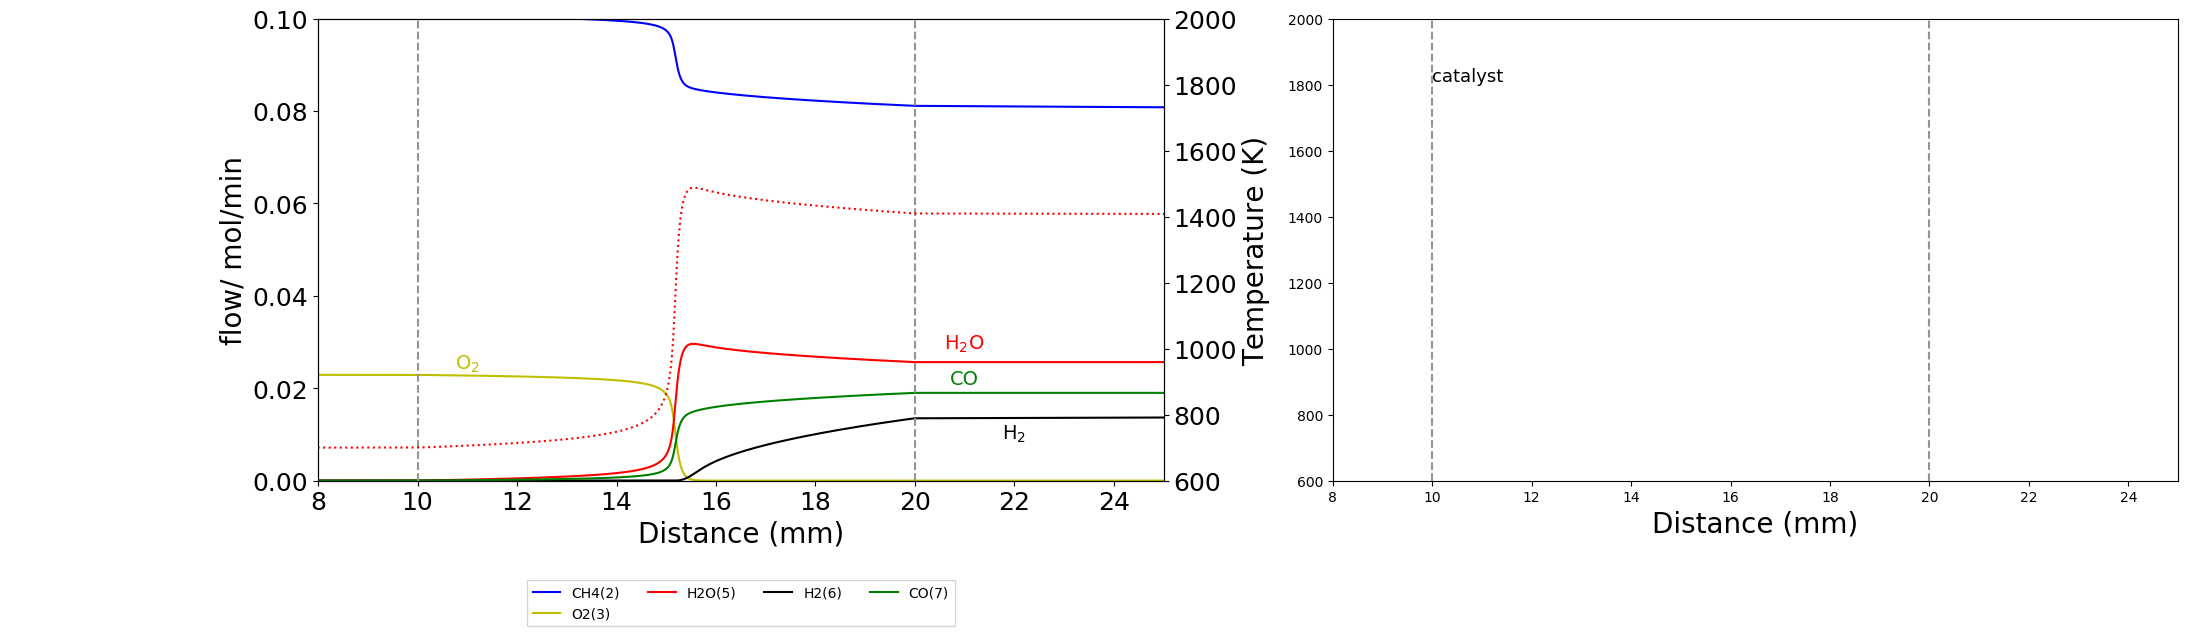 0.10
0.08
0.06
0.04
0.02
0.00
flow/ mol/min
8 10 12 14 16 18 20 22 24
Distance (mm)
O₂
H₂O
CO
H₂
2000
1800
1600
1400
1200
1000
800
600
Temperature (K)
CH4(2) H2O(5) H2(6) CO(7)
O2(3)
2000
1800
1600
1400
1200
1000
800
600
catalyst
8 10 12 14 16 18 20 22 24
Distance (mm)